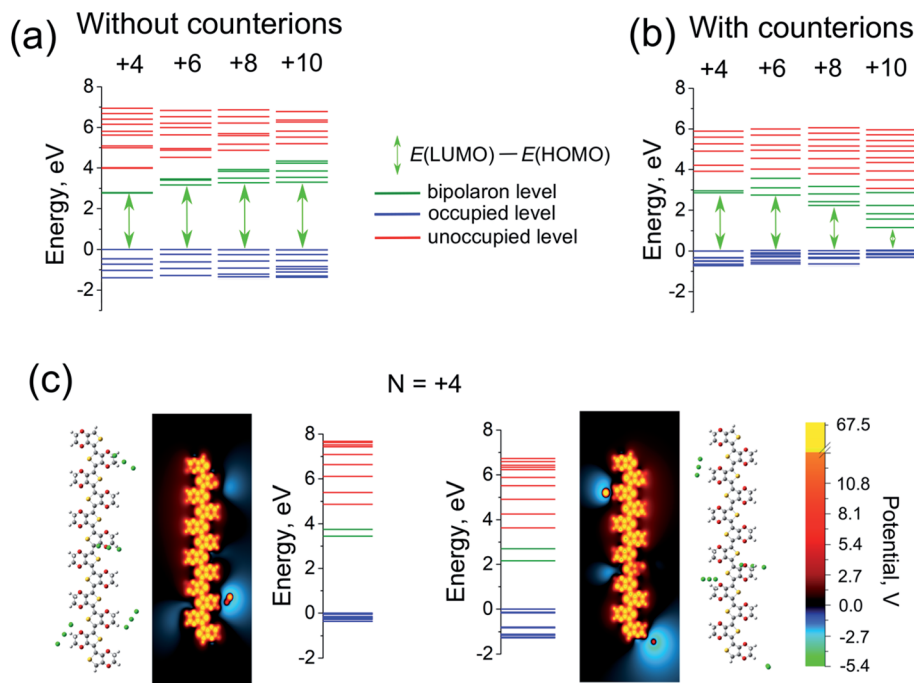 (a)
Without counterions
+4 +6 +8 +10
Energy, eV
8
6
4
2
0
-2
E(LUMO) — E(HOMO)
bipolaron level
occupied level
unoccupied level
(b)
With counterions
+4 +6 +8 +10
Energy, eV
8
6
4
2
0
-2
(c)
N = +4
Energy, eV
8
6
4
2
0
-2
Energy, eV
8
6
4
2
0
-2
67.5
10.8
8.1
5.4
2.7
0.0
-2.7
-5.4
Potential, V